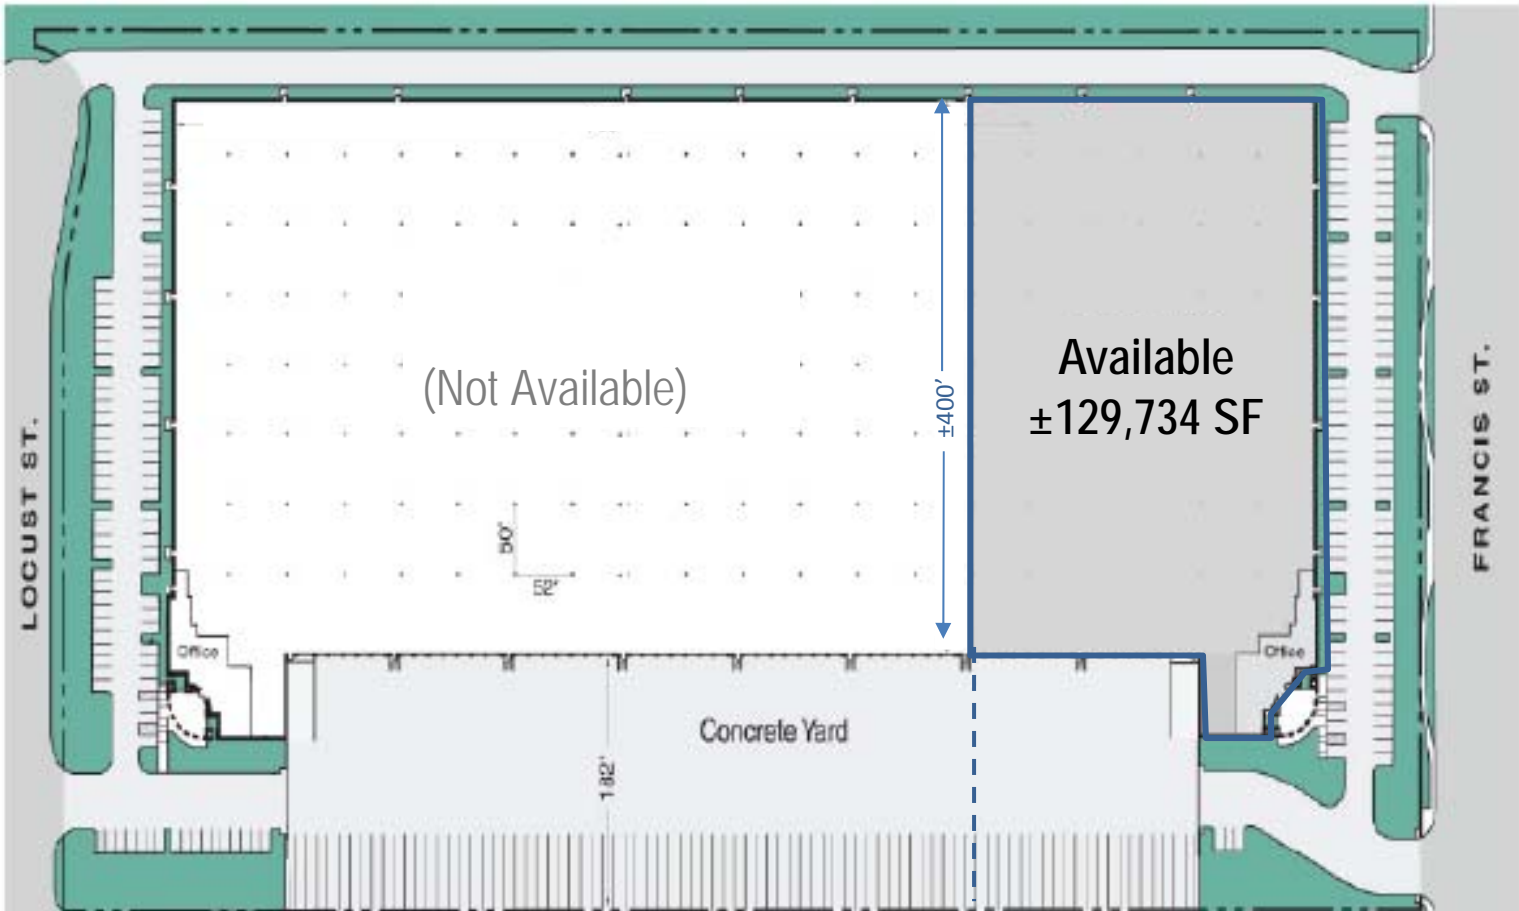 Available
±129,734 SF
(Not Available)
±400'
LOCUST ST.
FRANCIS ST.
50'
52'
Office
Office
Concrete Yard
182'